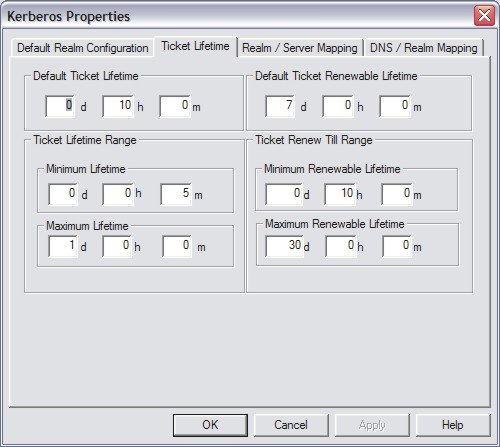 Kerberos Properties
Default Realm Configuration Ticket Lifetime Realm / Server Mapping DNS / Realm Mapping
Default Ticket Lifetime
0 d 10 h 0 m
Default Ticket Renewable Lifetime
7 d 0 h 0 m
Ticket Lifetime Range
Minimum Lifetime
0 d 0 h 5 m
Maximum Lifetime
1 d 0 h 0 m
Ticket Renew Till Range
Minimum Renewable Lifetime
0 d 10 h 0 m
Maximum Renewable Lifetime
30 d 0 h 0 m
OK Cancel Apply Help